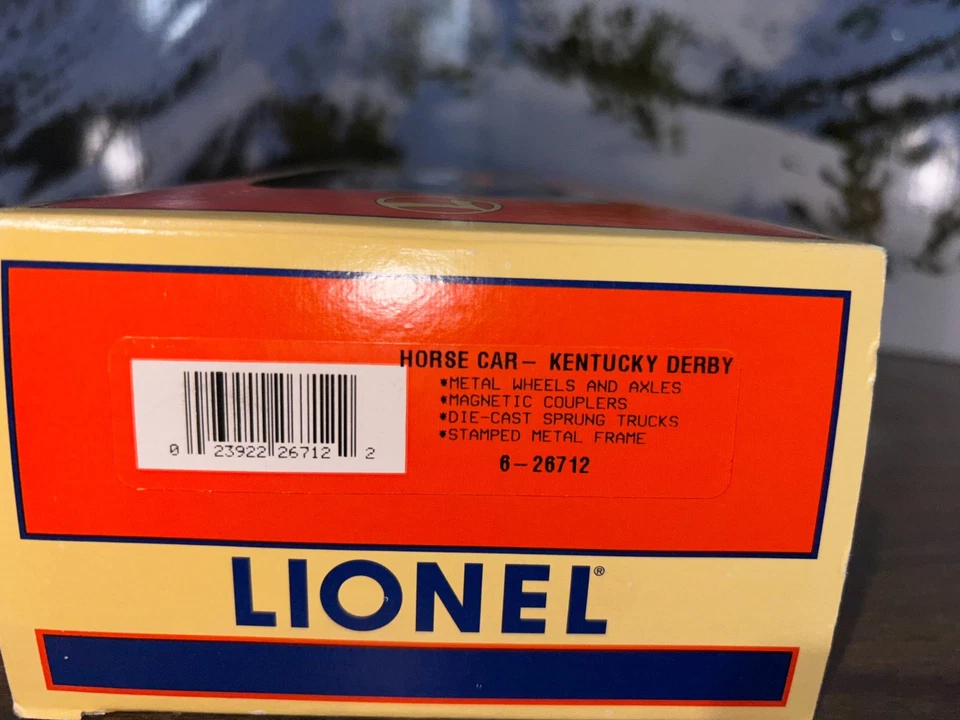 HORSE CAR— KENTUCKY DERBY
*METAL WHEELS AND AXLES
*MAGNETIC COUPLERS
*DIE-CAST SPRUNG TRUCKS
*STAMPED METAL FRAME
6-26712
0 23922 26712 2
LIONEL®